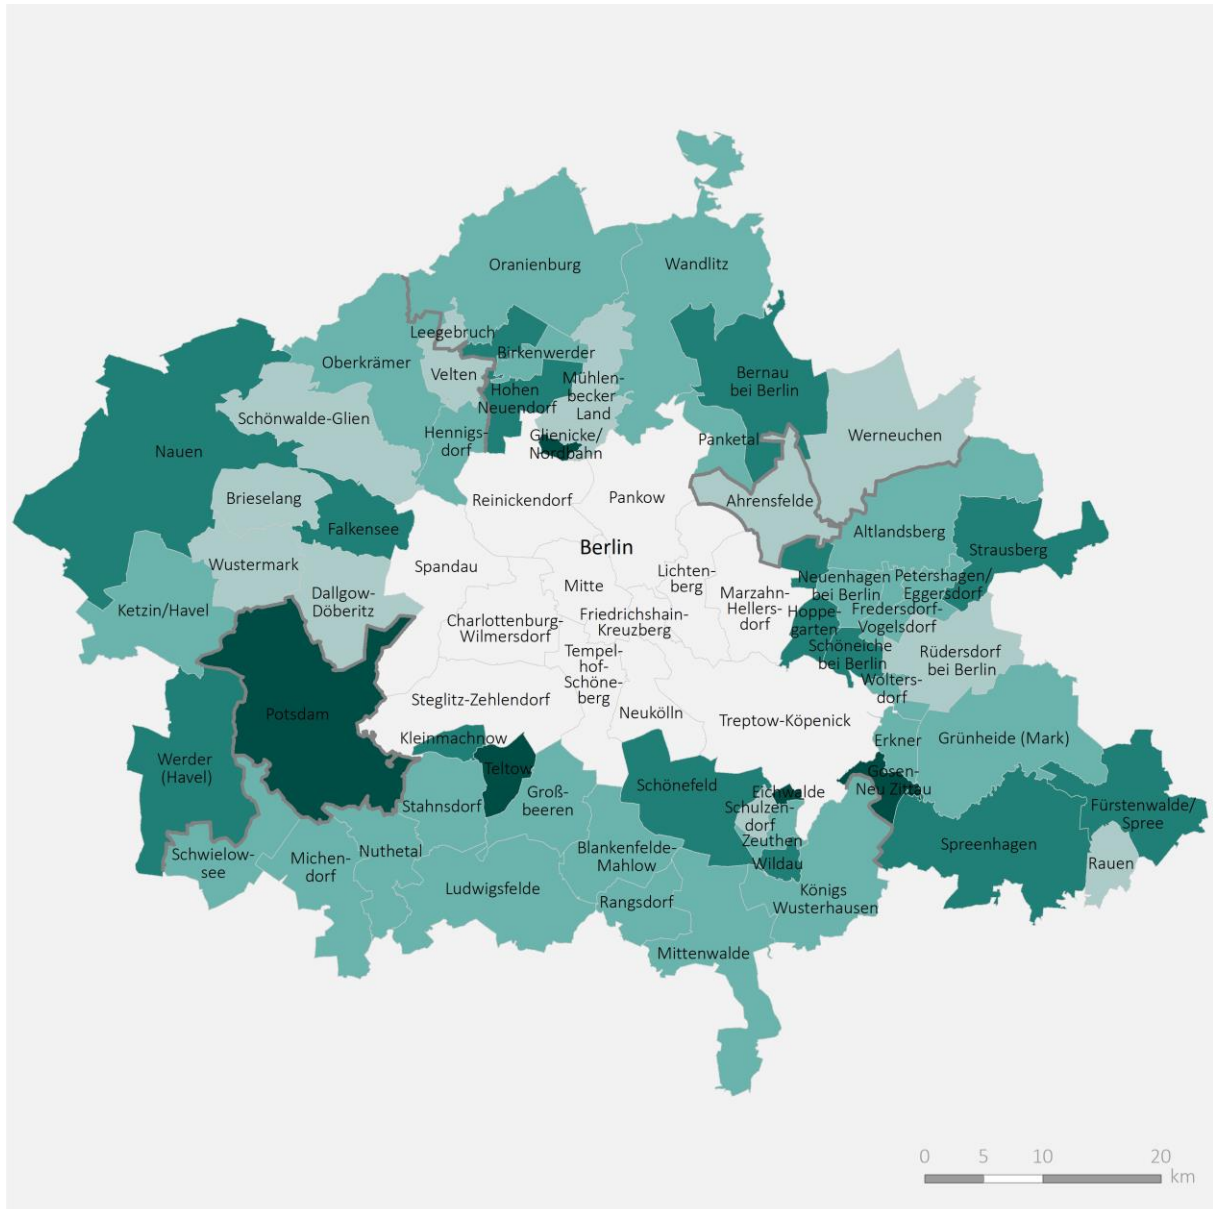 Oranienburg
Wandlitz
Leegebruch
Birkenwerder
Oberkrämer
Velten
Hohen
Neuendorf
Mühlen-
becker
Land
Bernau
bei Berlin
Schönwalde-Glien
Hennigs-
dorf
Glienicke/
Nordbahn
Panketal
Werneuchen
Nauen
Brieselang
Reinickendorf
Pankow
Ahrensfelde
Falkensee
Altlandsberg
Strausberg
Wustermark
Spandau
Berlin
Mitte
Lichten-
berg
Marzahn-
Hellers-
dorf
Neuenhagen
bei Berlin
Petershagen/
Eggersdorf
Ketzin/Havel
Dallgow-
Döberitz
Charlottenburg-
Wilmersdorf
Friedrichshain-
Kreuzberg
Hoppe-
garten
Fredersdorf-
Vogelsdorf
Tempel-
hof-
Schöne-
berg
Schöneiche
bei Berlin
Rüdersdorf
bei Berlin
Wolters-
dorf
Potsdam
Steglitz-Zehlendorf
Neukölln
Treptow-Köpenick
Kleinmachnow
Erkner
Grünheide (Mark)
Werder
(Havel)
Teltow
Stahnsdorf
Groß-
beeren
Schönefeld
Eichwalde
Gosen-
Neu Zittau
Schulzen-
dorf
Zeuthen
Fürstenwalde/
Spree
Schwielow-
see
Michen-
dorf
Nuthetal
Blankenfelde-
Mahlow
Wildau
Spreenhagen
Rauen
Ludwigsfelde
Rangsdorf
Königs
Wusterhausen
Mittenwalde
0 5 10 20
km